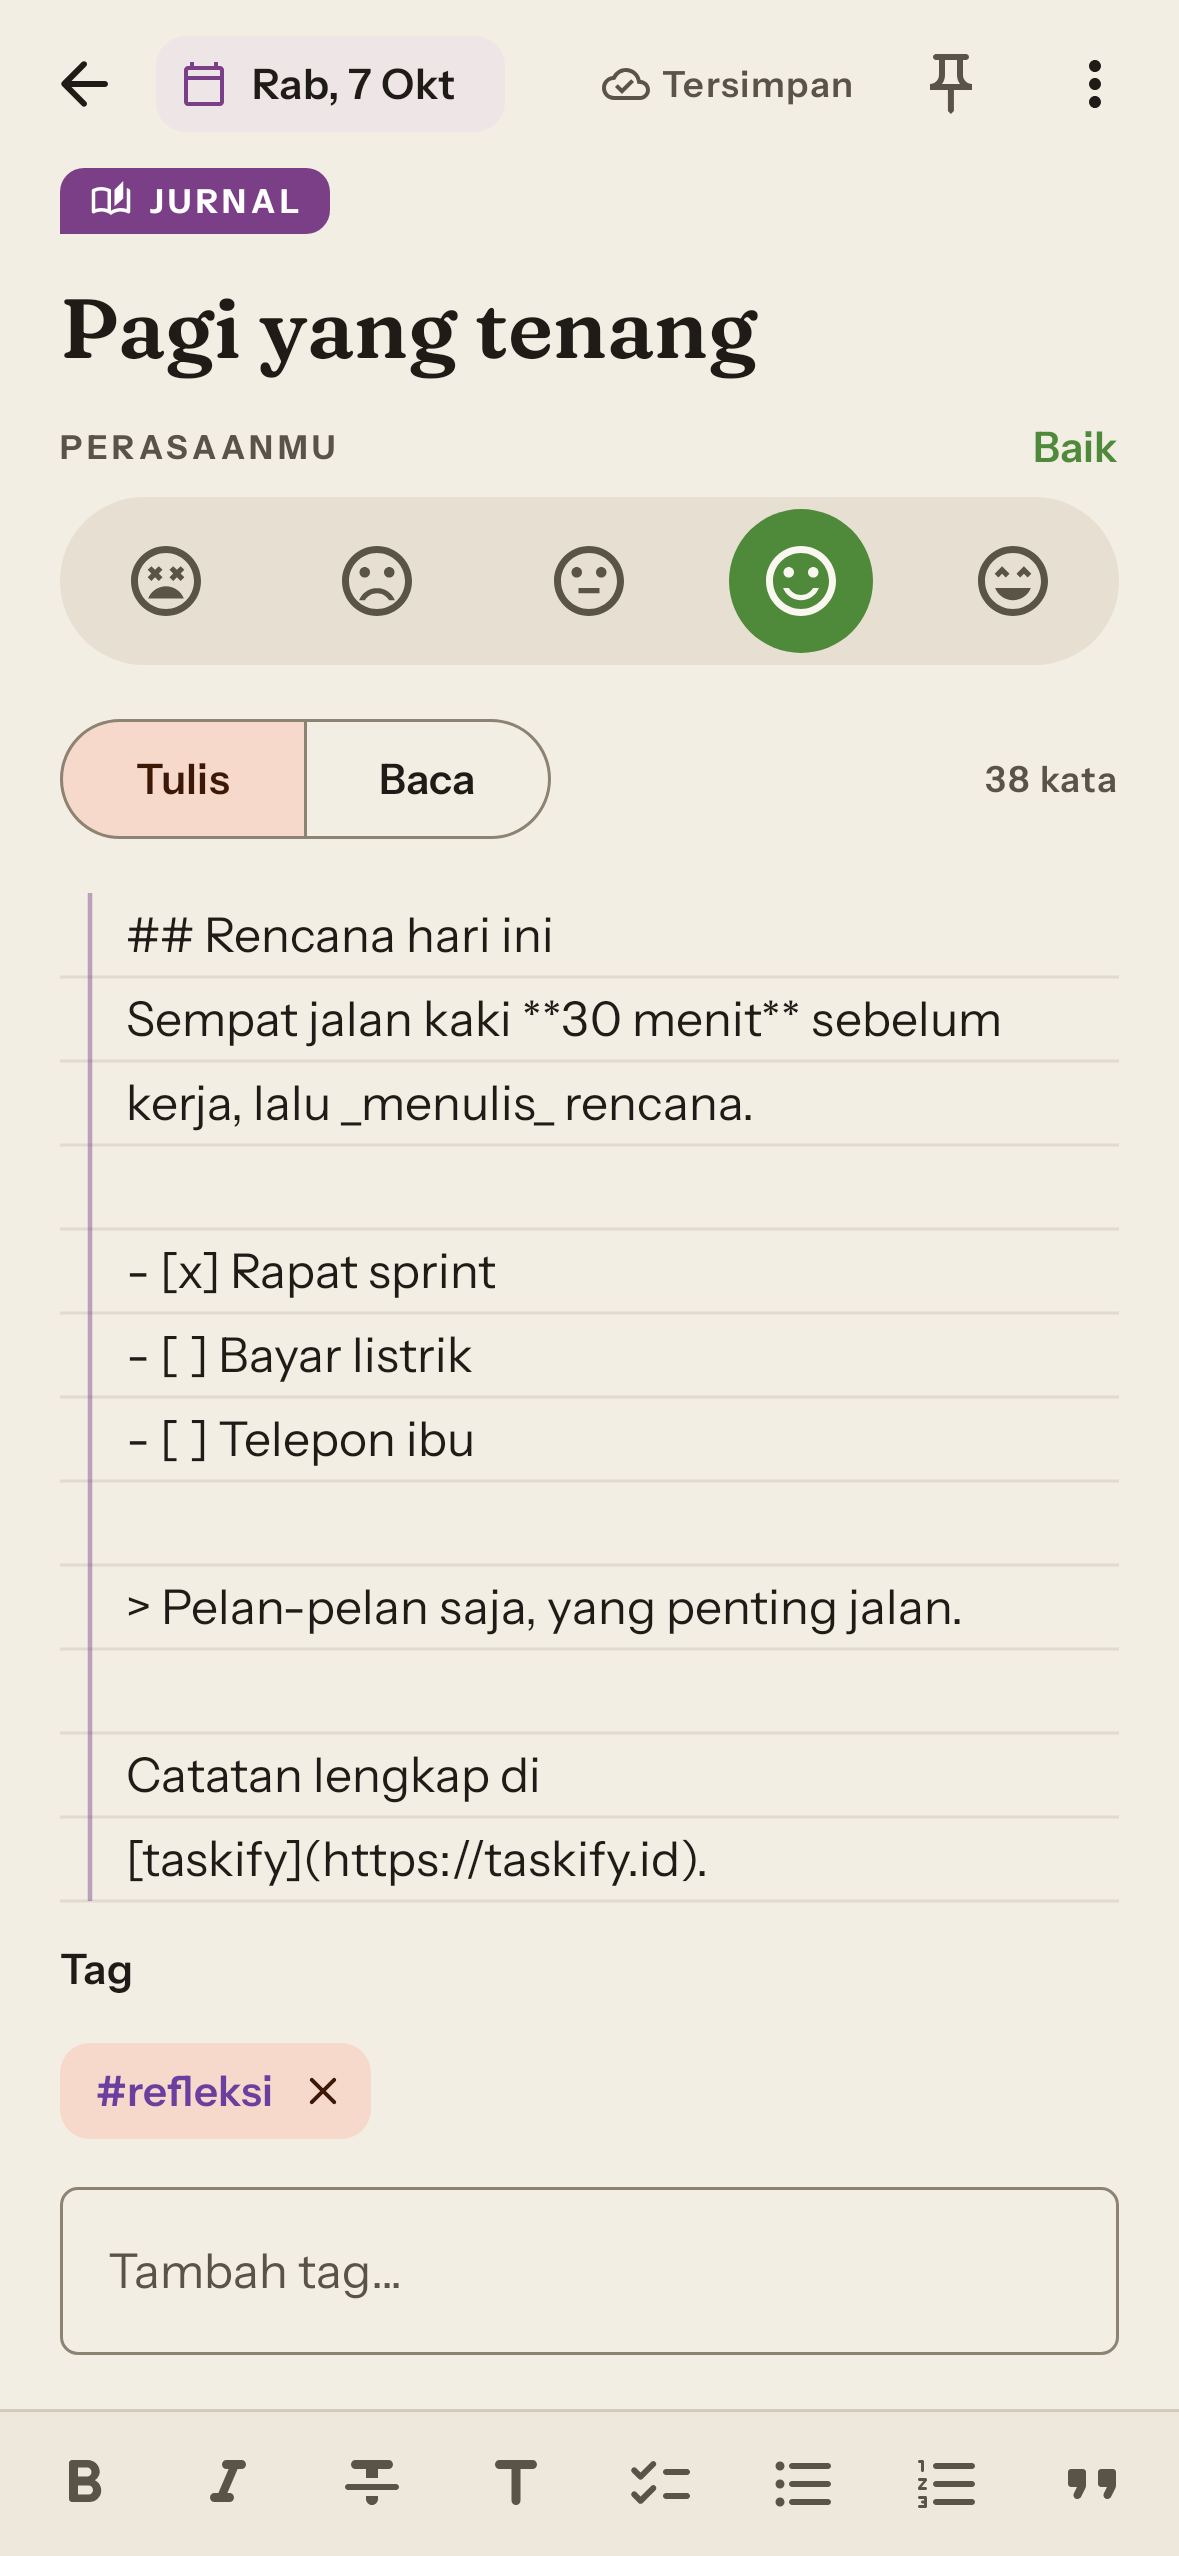 Rab, 7 Okt
Tersimpan
JURNAL
Pagi yang tenang
PERASAANMU
Baik
Tulis
Baca
38 kata
## Rencana hari ini
Sempat jalan kaki **30 menit** sebelum
kerja, lalu _menulis_ rencana.
- [x] Rapat sprint
- [ ] Bayar listrik
- [ ] Telepon ibu
> Pelan-pelan saja, yang penting jalan.
Catatan lengkap di
[taskify](https://taskify.id).
Tag
#refleksi
Tambah tag...